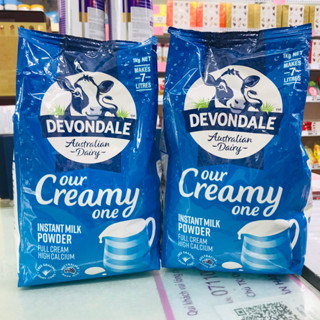 1kg NET
MAKES
7
LITRES
DEVONDALE
Australian
Dairy
our
Creamy
one
INSTANT MILK
POWDER
FULL CREAM
HIGH CALCIUM
1kg NET
MAKES
7
LITRES
DEVONDALE
Australian
Dairy
our
Creamy
one
INSTANT MILK
POWDER
FULL CREAM
HIGH CALCIUM